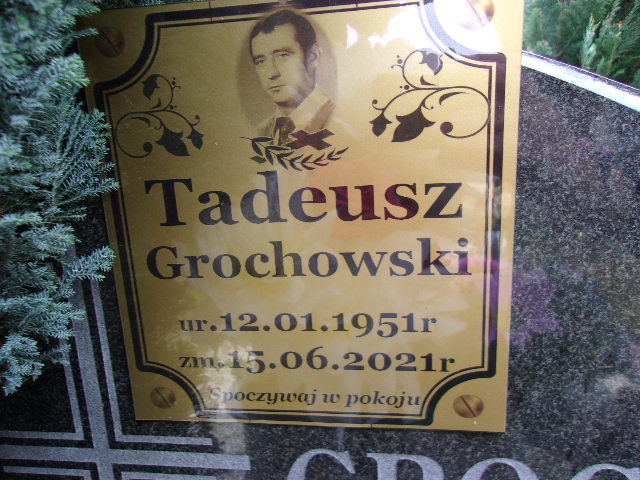 Tadeusz
Grochowski
ur.12.01.1951r
zm.15.06.2021r
Spoczywaj w pokoju